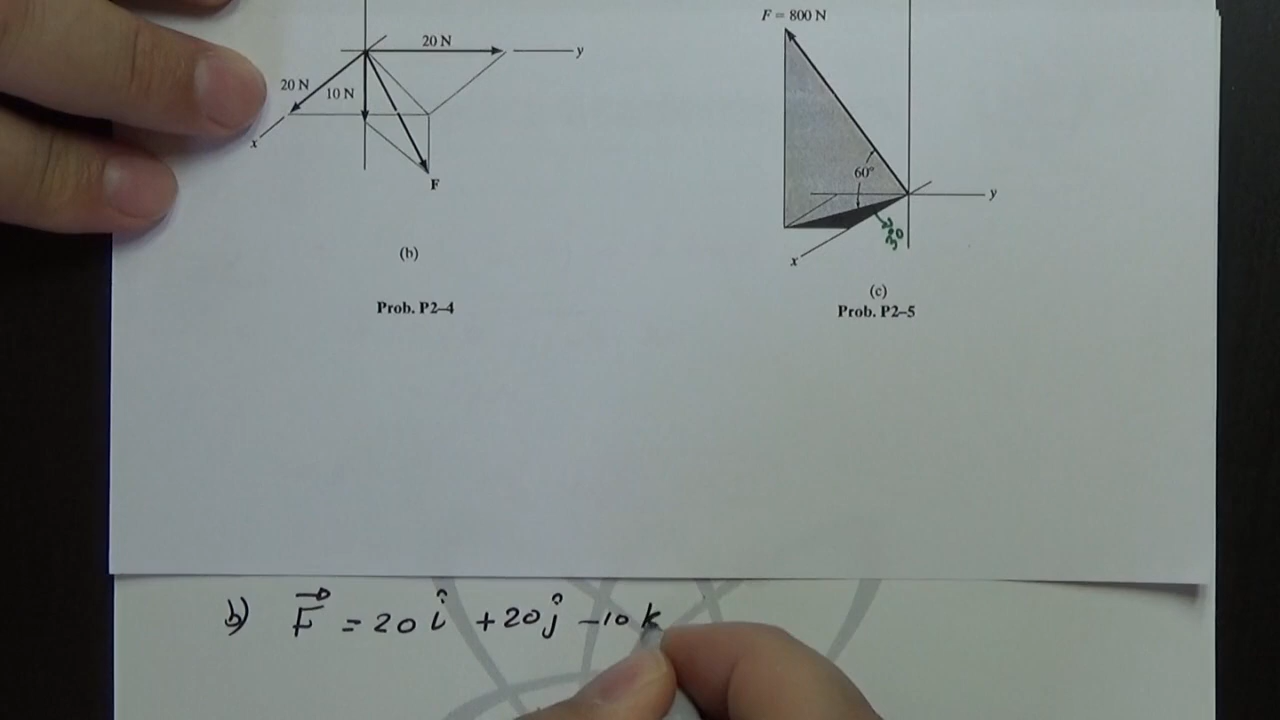 F = 800 N
20 N
y
20 N
10 N
x
F
60°
y
30
x
(b)
(c)
Prob. P2–4
Prob. P2–5
b) F = 20 î + 20 ĵ - 10 k